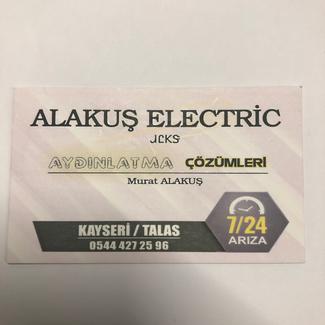 ALAKUŞ ELECTRİC
JCKS
AYDINLATMA ÇÖZÜMLERİ
Murat ALAKUŞ
KAYSERİ / TALAS
0544 427 25 96
7/24
ARIZA